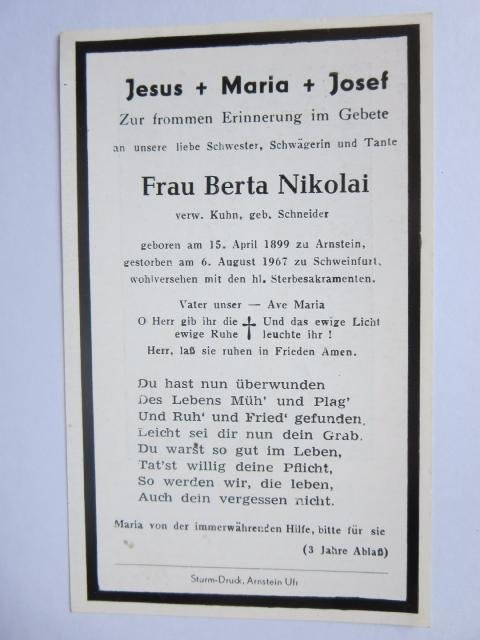 Jesus + Maria + Josef
Zur frommen Erinnerung im Gebete
an unsere liebe Schwester, Schwägerin und Tante
Frau Berta Nikolai
verw. Kuhn, geb. Schneider
geboren am 15. April 1899 zu Arnstein,
gestorben am 6. August 1967 zu Schweinfurt,
wohlversehen mit den hl. Sterbesakramenten.
Vater unser — Ave Maria
O Herr gib ihr die † Und das ewige Licht
ewige Ruhe leuchte ihr !
Herr, laß sie ruhen in Frieden Amen.
Du hast nun überwunden
Des Lebens Müh' und Plag'
Und Ruh' und Fried' gefunden,
Leicht sei dir nun dein Grab.
Du warst so gut im Leben,
Tat'st willig deine Pflicht,
So werden wir, die leben,
Auch dein vergessen nicht.
Maria von der immerwährenden Hilfe, bitte für sie
(3 Jahre Ablaß)
Sturm-Druck, Arnstein Ufr